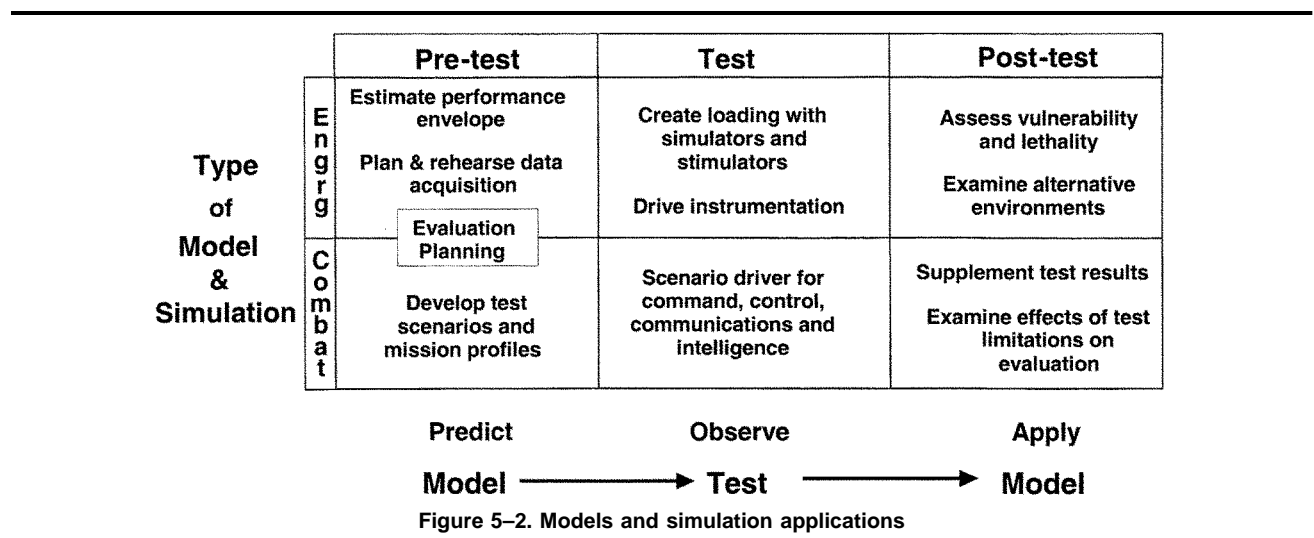 Pre-test
Test
Post-test
Type
of
Model
&
Simulation
Engrg
Estimate performance
envelope
Plan & rehearse data
acquisition
Create loading with
simulators and
stimulators
Drive instrumentation
Assess vulnerability
and lethality
Examine alternative
environments
Evaluation
Planning
Combat
Develop test
scenarios and
mission profiles
Scenario driver for
command, control,
communications and
intelligence
Supplement test results
Examine effects of test
limitations on
evaluation
Predict
Observe
Apply
Model
Test
Model
Figure 5–2. Models and simulation applications